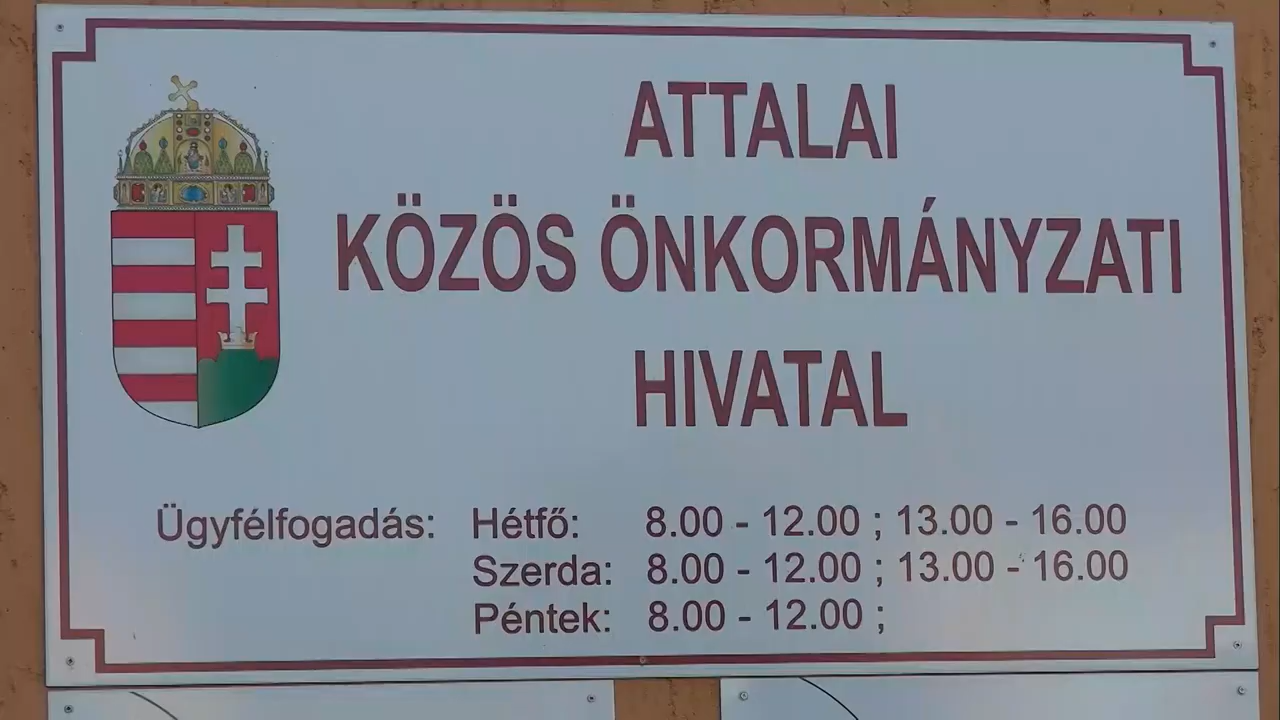 ATTALAI
KÖZÖS ÖNKORMÁNYZATI
HIVATAL
Ügyfélfogadás: Hétfő: 8.00 - 12.00 ; 13.00 - 16.00
Szerda: 8.00 - 12.00 ; 13.00 - 16.00
Péntek: 8.00 - 12.00 ;